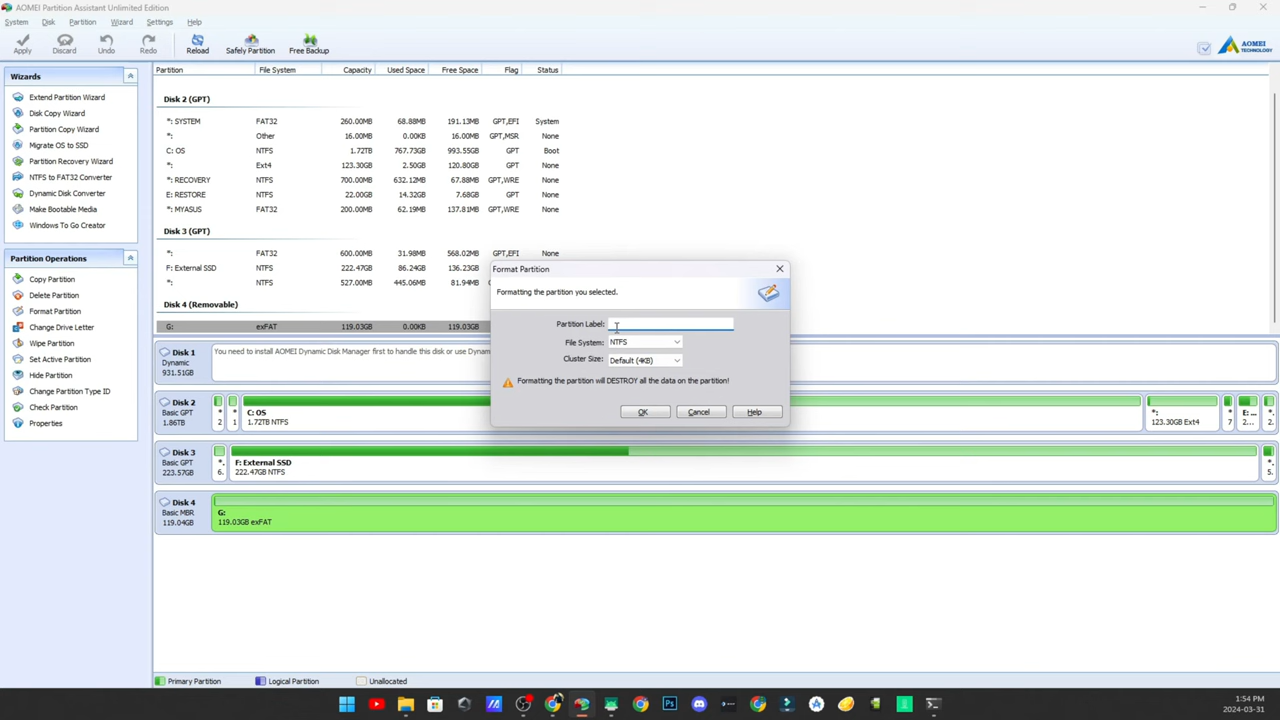 AOMEI Partition Assistant Unlimited Edition
System Disk Partition Wizard Settings Help
Apply Discard Undo Redo Reload Safely Partition Free Backup
AOMEI
TECHNOLOGY
Wizards
Extend Partition Wizard
Disk Copy Wizard
Partition Copy Wizard
Migrate OS to SSD
Partition Recovery Wizard
NTFS to FAT32 Converter
Dynamic Disk Converter
Make Bootable Media
Windows To Go Creator
Partition Operations
Copy Partition
Delete Partition
Format Partition
Change Drive Letter
Wipe Partition
Set Active Partition
Hide Partition
Change Partition Type ID
Check Partition
Properties
Partition File System Capacity Used Space Free Space Flag Status
Disk 2 (GPT)
*: SYSTEM FAT32 260.00MB 68.88MB 191.13MB GPT,EFI System
*: Other 16.00MB 0.00KB 16.00MB GPT,MSR None
C: OS NTFS 1.72TB 767.73GB 993.55GB GPT Boot
*: Ext4 123.30GB 2.50GB 120.80GB GPT None
*: RECOVERY NTFS 700.00MB 632.12MB 67.88MB GPT,WRE None
E: RESTORE NTFS 22.00GB 14.32GB 7.68GB GPT None
*: MYASUS FAT32 200.00MB 62.19MB 137.81MB GPT,WRE None
Disk 3 (GPT)
*: FAT32 600.00MB 31.98MB 568.02MB GPT,EFI None
F: External SSD NTFS 222.47GB 86.24GB 136.23GB
*: NTFS 527.00MB 445.06MB 81.94MB
Disk 4 (Removable)
G: exFAT 119.03GB 0.00KB 119.03GB
Format Partition
Formatting the partition you selected.
Partition Label:
File System: NTFS
Cluster Size: Default (4KB)
Formatting the partition will DESTROY all the data on the partition!
OK Cancel Help
Disk 1
Dynamic
931.51GB
You need to install AOMEI Dynamic Disk Manager first to handle this disk or use Dynam
Disk 2
Basic GPT
1.86TB
*
2
*
1
C: OS
1.72TB NTFS
*:
123.30GB Ext4
*
7
E: ...
2...
*
2.
Disk 3
Basic GPT
223.57GB
*.
6.
F: External SSD
222.47GB NTFS
*.
5.
Disk 4
Basic MBR
119.04GB
G:
119.03GB exFAT
Primary Partition Logical Partition Unallocated
Ps
1:54 PM
2024-03-31